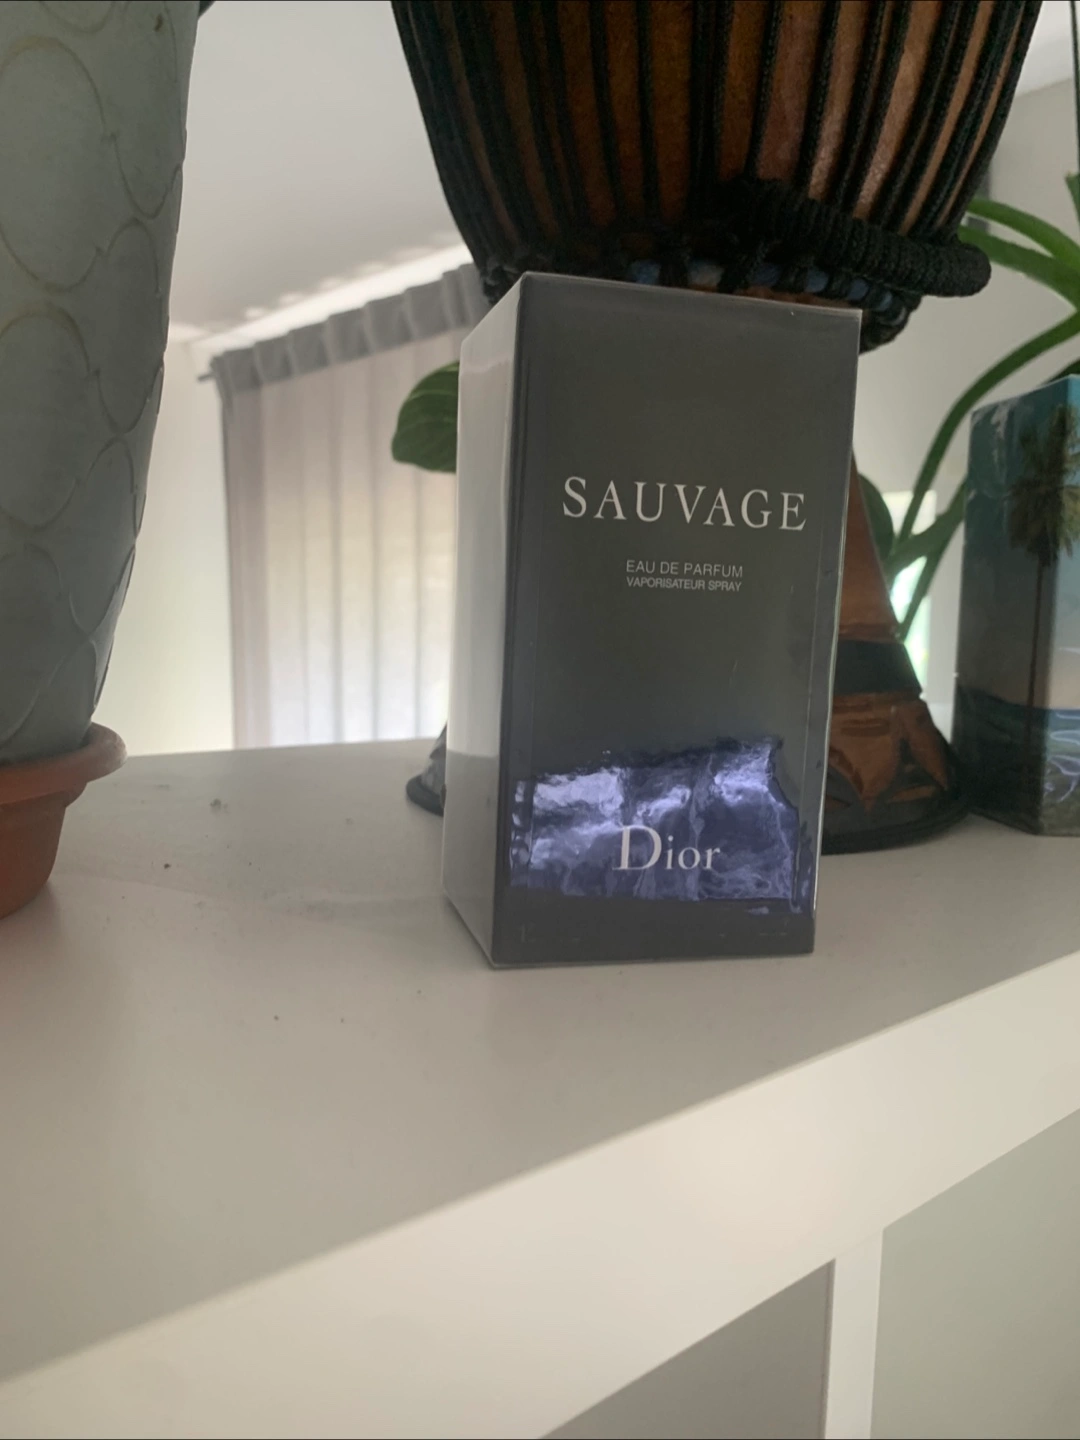 SAUVAGE
EAU DE PARFUM
VAPORISATEUR SPRAY
Dior